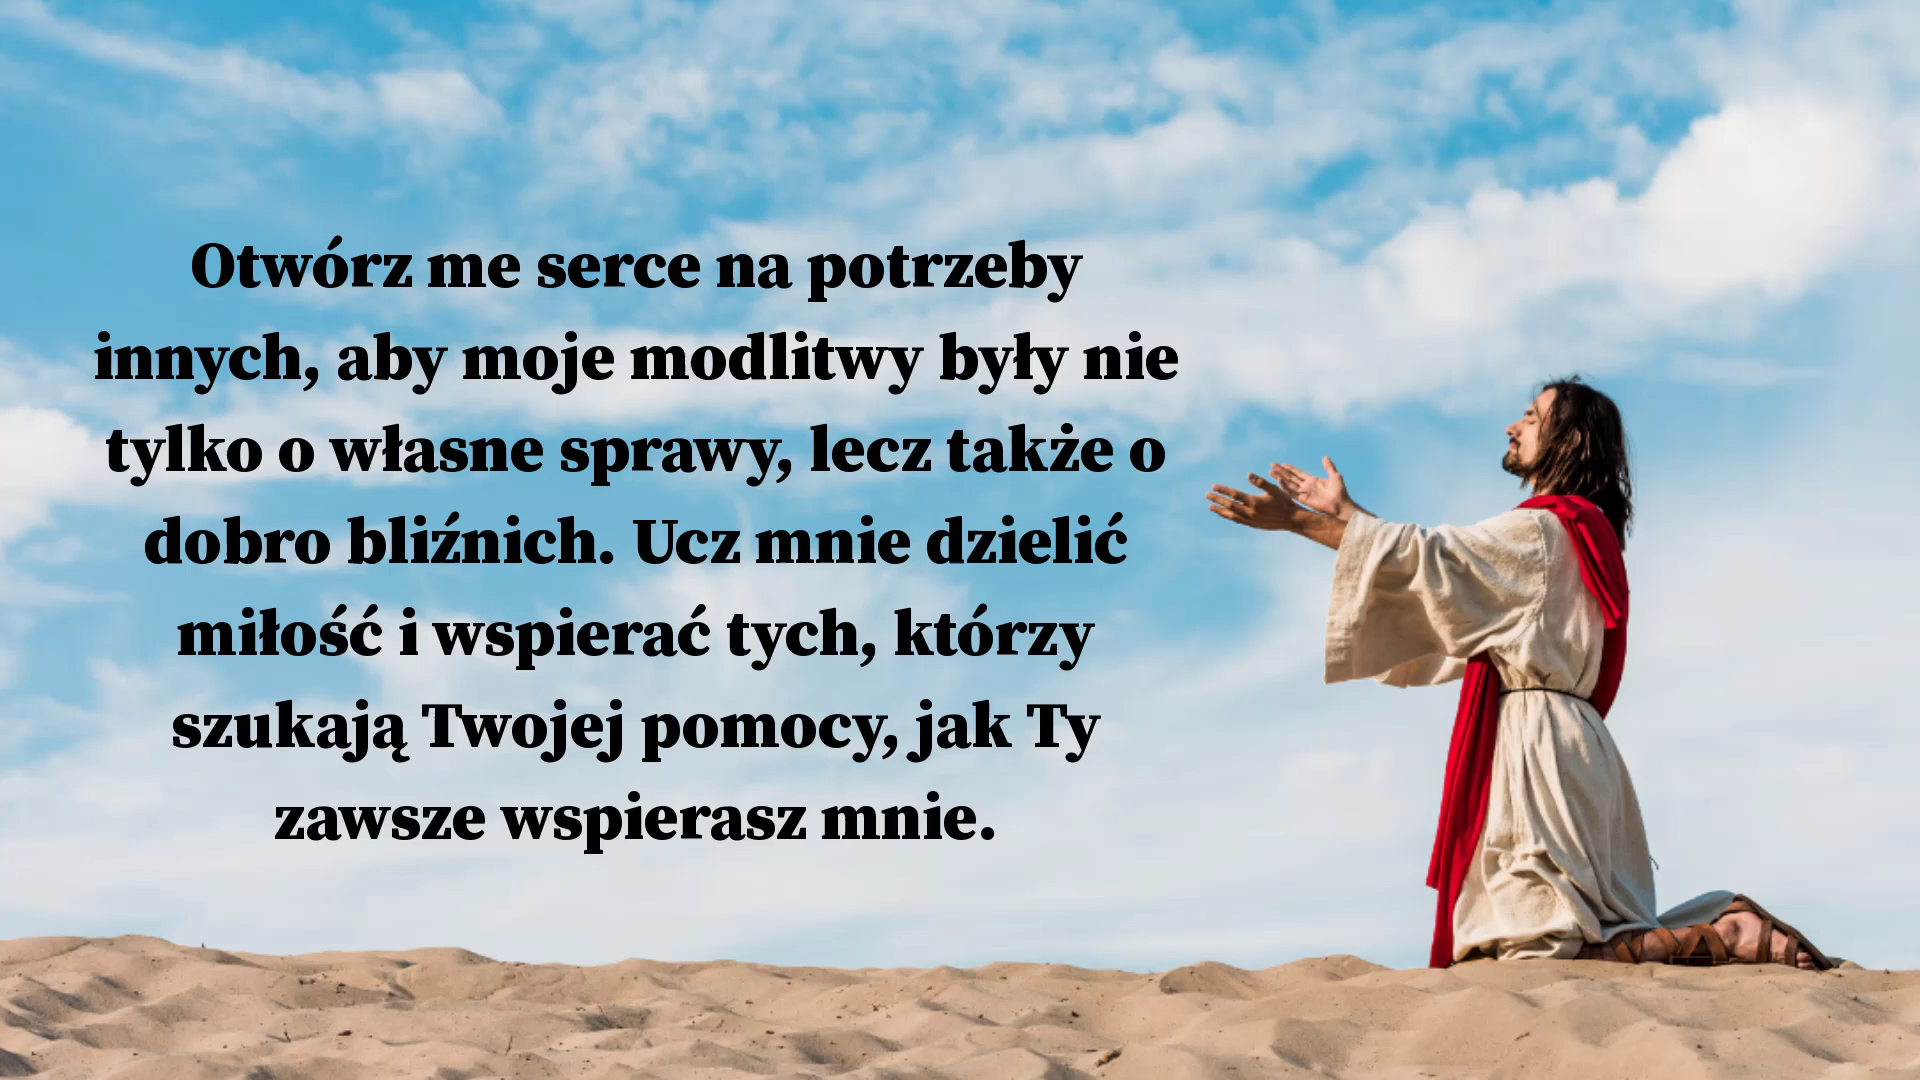 Otwórz me serce na potrzeby
innych, aby moje modlitwy były nie
tylko o własne sprawy, lecz także o
dobro bliźnich. Ucz mnie dzielić
miłość i wspierać tych, którzy
szukają Twojej pomocy, jak Ty
zawsze wspierasz mnie.